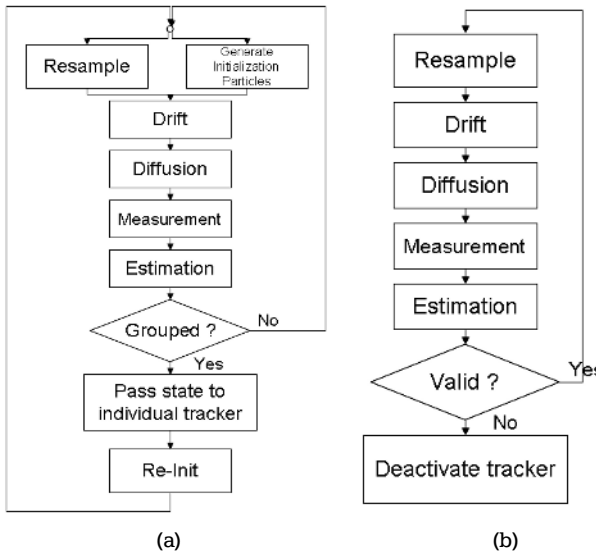 Resample
Generate
Initialization
Particles
Drift
Diffusion
Measurement
Estimation
Grouped ?
No
Yes
Pass state to
individual tracker
Re-Init
(a)
Resample
Drift
Diffusion
Measurement
Estimation
Valid ?
Yes
No
Deactivate tracker
(b)